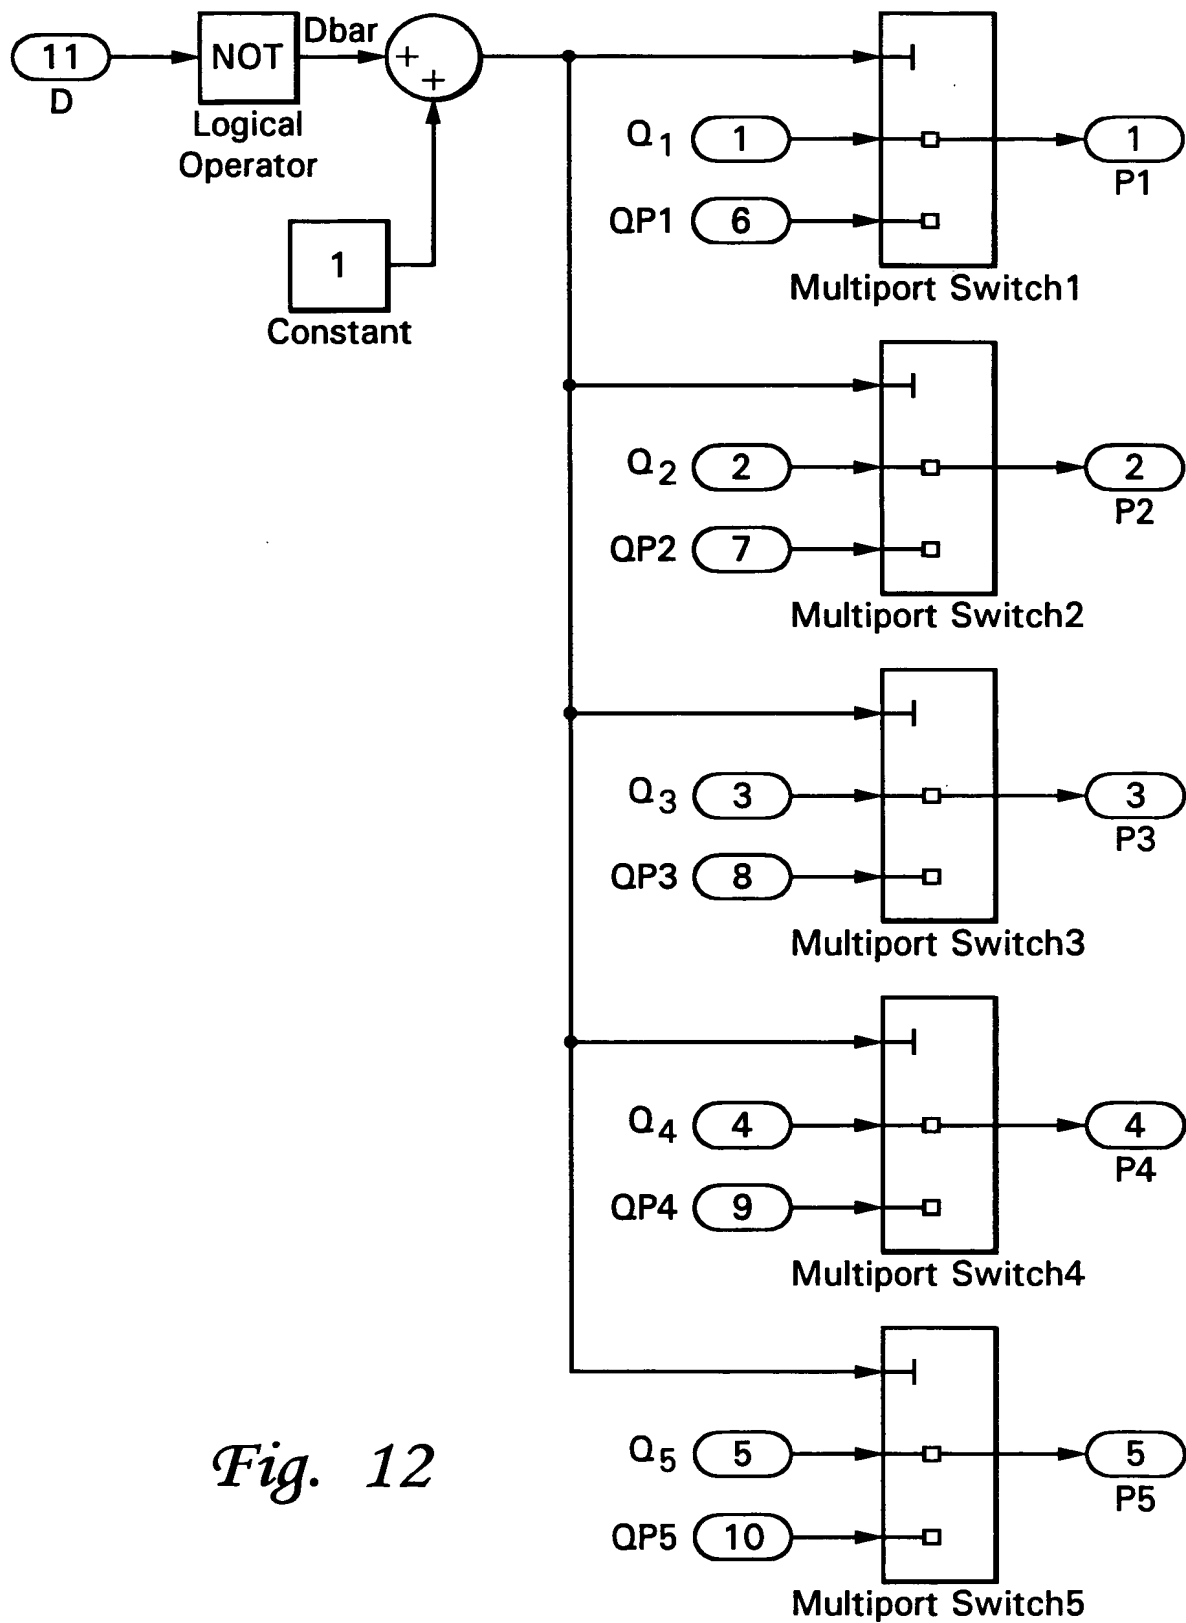 11
D
NOT
Logical
Operator
Dbar
+
+
1
Constant
Q1
1
QP1
6
1
P1
Multiport Switch1
Q2
2
QP2
7
2
P2
Multiport Switch2
Q3
3
QP3
8
3
P3
Multiport Switch3
Q4
4
QP4
9
4
P4
Multiport Switch4
Q5
5
QP5
10
5
P5
Multiport Switch5
Fig. 12